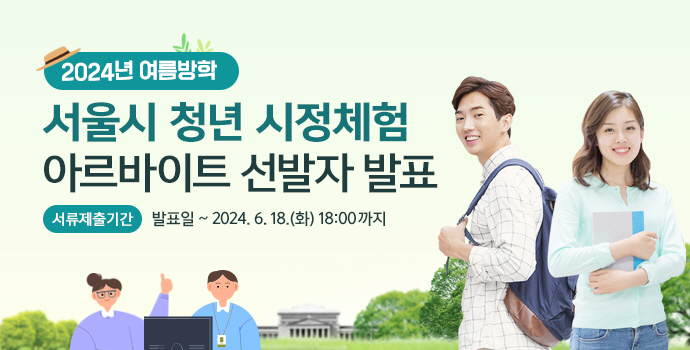 2024년 여름방학
서울시 청년 시정체험
아르바이트 선발자 발표
서류제출기간 발표일 ~ 2024. 6. 18.(화) 18:00까지